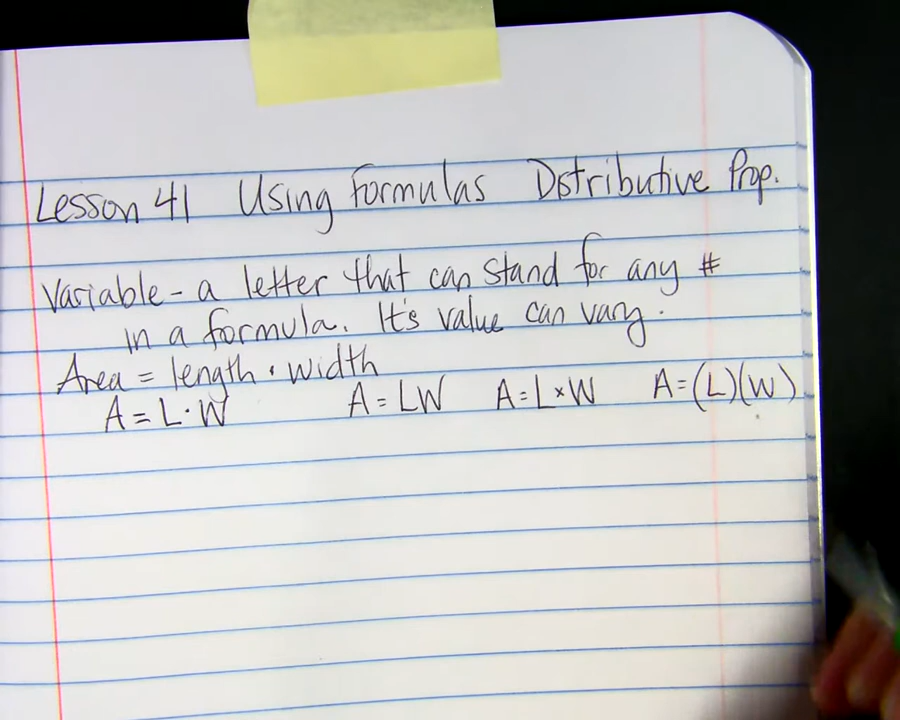 Lesson 41 Using Formulas Dstributive Prop.
Variable - a letter that can stand for any #
in a formula. It's value can vary.
Area = length · width
A = L · W A = LW A = L × W A = (L)(W)